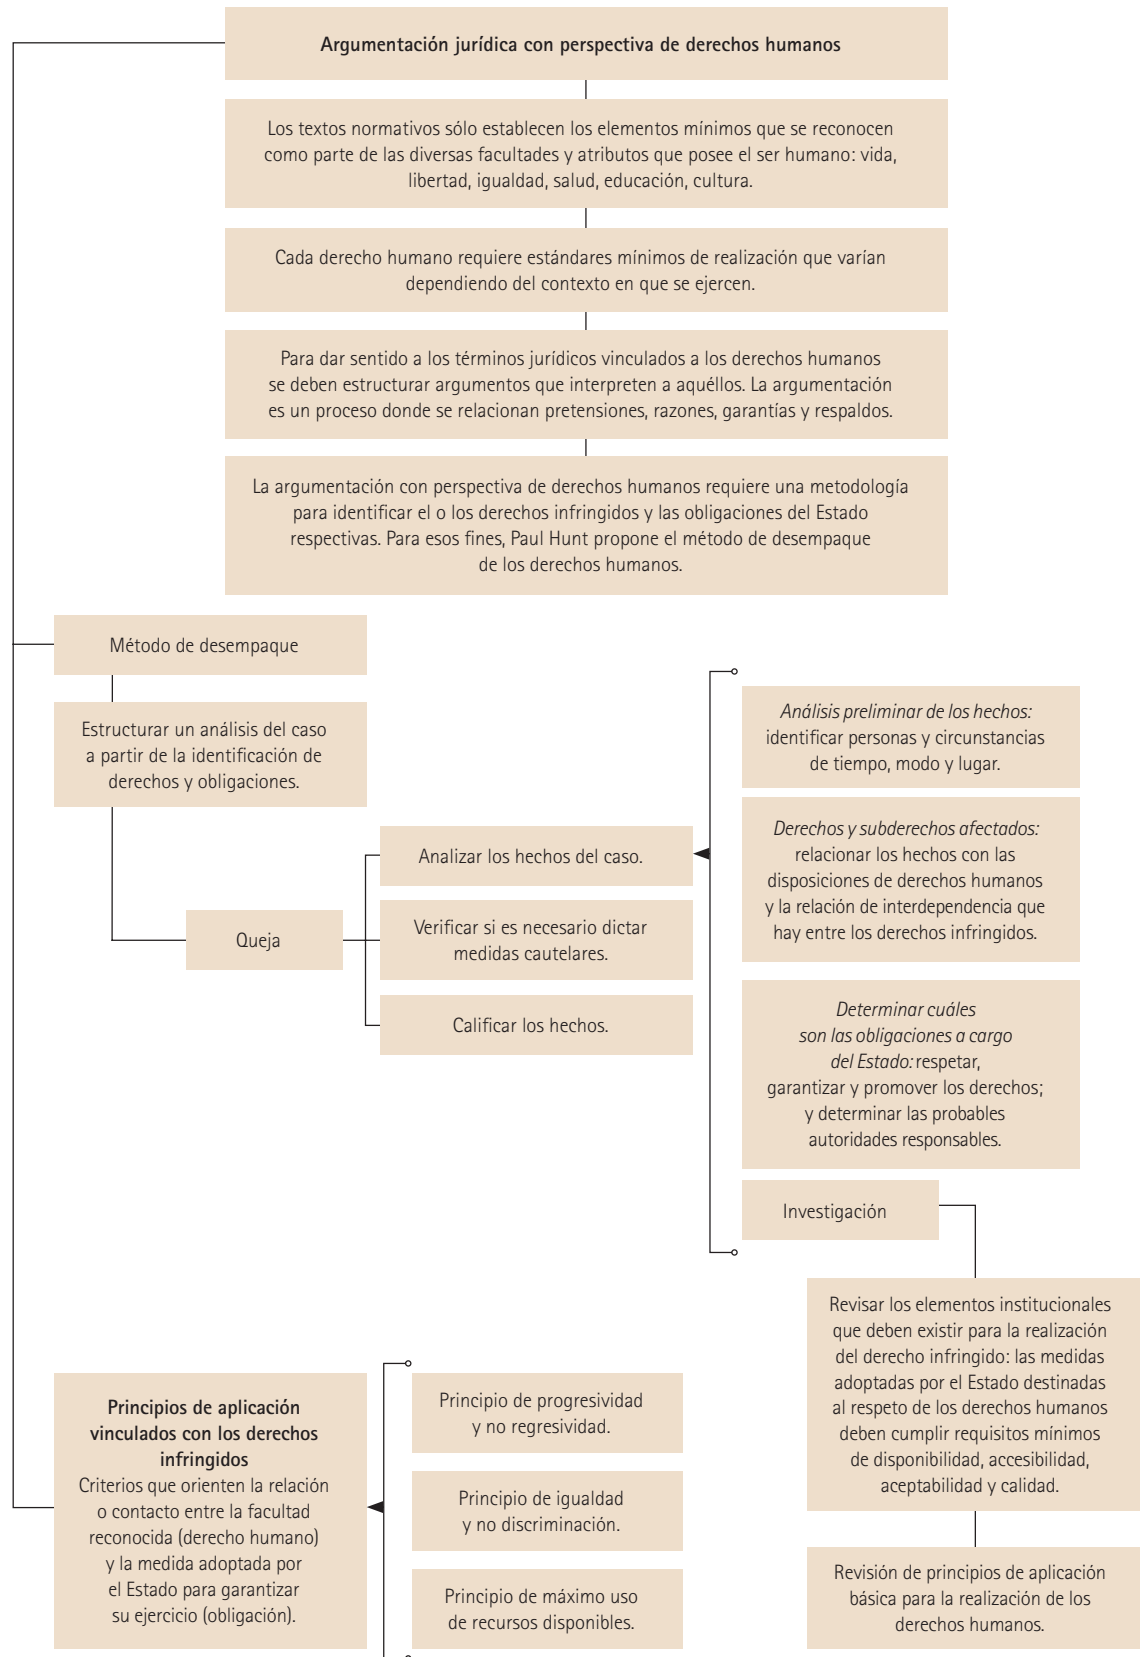 Argumentación jurídica con perspectiva de derechos humanos
Los textos normativos sólo establecen los elementos mínimos que se reconocen
como parte de las diversas facultades y atributos que posee el ser humano: vida,
libertad, igualdad, salud, educación, cultura.
Cada derecho humano requiere estándares mínimos de realización que varían
dependiendo del contexto en que se ejercen.
Para dar sentido a los términos jurídicos vinculados a los derechos humanos
se deben estructurar argumentos que interpreten a aquéllos. La argumentación
es un proceso donde se relacionan pretensiones, razones, garantías y respaldos.
La argumentación con perspectiva de derechos humanos requiere una metodología
para identificar el o los derechos infringidos y las obligaciones del Estado
respectivas. Para esos fines, Paul Hunt propone el método de desempaque
de los derechos humanos.
Método de desempaque
Estructurar un análisis del caso
a partir de la identificación de
derechos y obligaciones.
Queja
Analizar los hechos del caso.
Verificar si es necesario dictar
medidas cautelares.
Calificar los hechos.
Análisis preliminar de los hechos:
identificar personas y circunstancias
de tiempo, modo y lugar.
Derechos y subderechos afectados:
relacionar los hechos con las
disposiciones de derechos humanos
y la relación de interdependencia que
hay entre los derechos infringidos.
Determinar cuáles
son las obligaciones a cargo
del Estado: respetar,
garantizar y promover los derechos;
y determinar las probables
autoridades responsables.
Investigación
Revisar los elementos institucionales
que deben existir para la realización
del derecho infringido: las medidas
adoptadas por el Estado destinadas
al respeto de los derechos humanos
deben cumplir requisitos mínimos
de disponibilidad, accesibilidad,
aceptabilidad y calidad.
Revisión de principios de aplicación
básica para la realización de los
derechos humanos.
Principios de aplicación
vinculados con los derechos
infringidos
Criterios que orienten la relación
o contacto entre la facultad
reconocida (derecho humano)
y la medida adoptada por
el Estado para garantizar
su ejercicio (obligación).
Principio de progresividad
y no regresividad.
Principio de igualdad
y no discriminación.
Principio de máximo uso
de recursos disponibles.